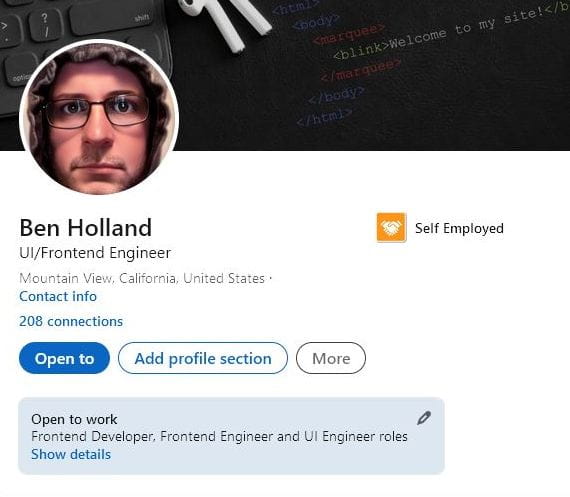 shift
?
/
option
<html>
<body>
<marquee>
<blink>Welcome to my site!</b
</marquee>
</body>
</html>
Ben Holland
Self Employed
UI/Frontend Engineer
Mountain View, California, United States ·
Contact info
208 connections
Open to
Add profile section
More
Open to work
Frontend Developer, Frontend Engineer and UI Engineer roles
Show details